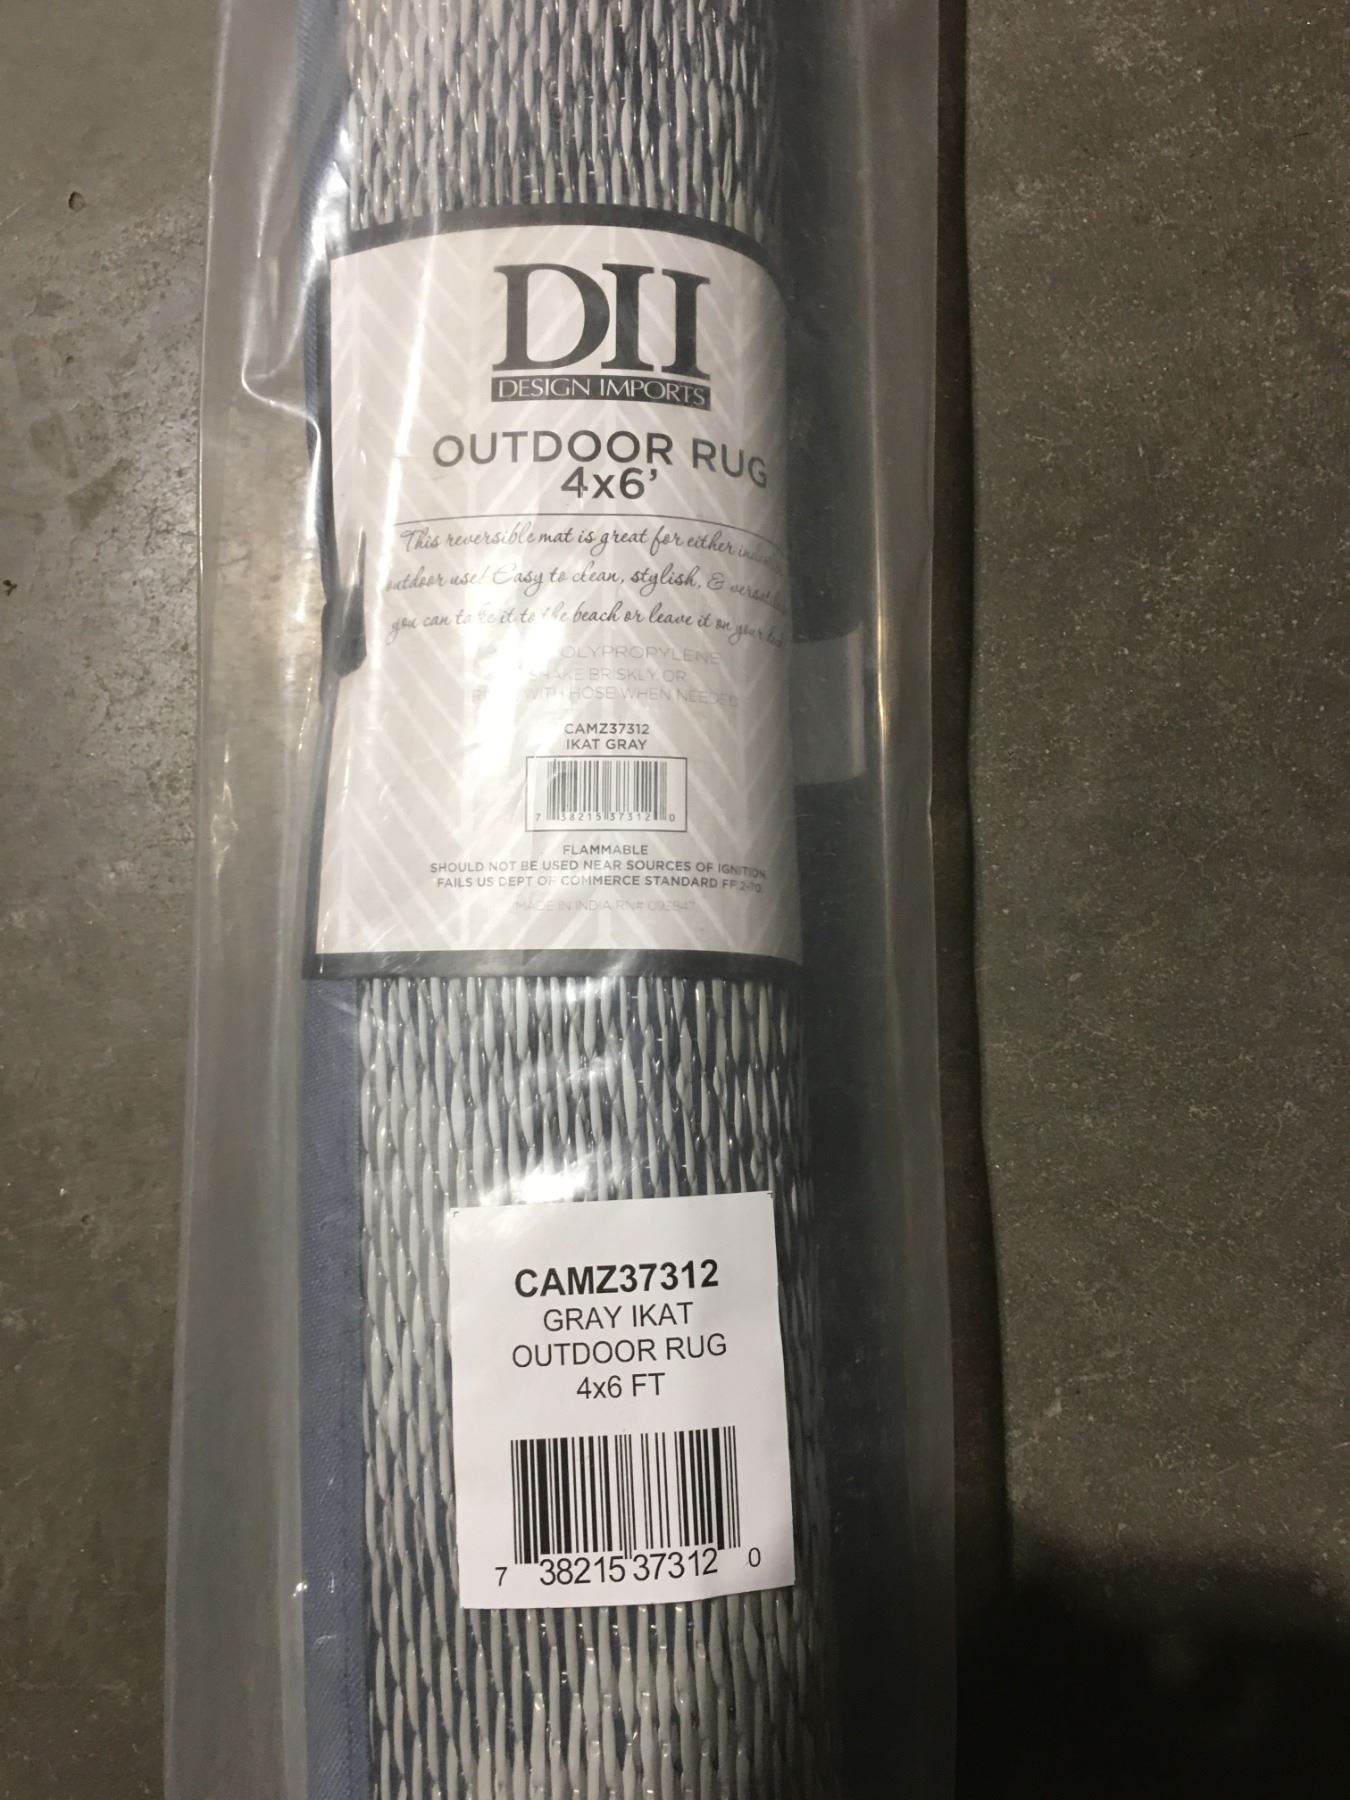 DII
DESIGN IMPORTS
OUTDOOR RUG
4x6'
This reversible mat is great for either
outdoor use! Easy to clean, stylish, &
you can take it to the beach or leave it on your
POLYPROPYLENE
SHAKE BRISKLY OR
WITH HOSE WHEN NEEDED
CAMZ37312
IKAT GRAY
7 38215 37312 0
FLAMMABLE
SHOULD NOT BE USED NEAR SOURCES OF IGNITION
FAILS US DEPT OF COMMERCE STANDARD FF 2-70.
MADE IN INDIA RN# 093847
CAMZ37312
GRAY IKAT
OUTDOOR RUG
4x6 FT
7 38215 37312 0